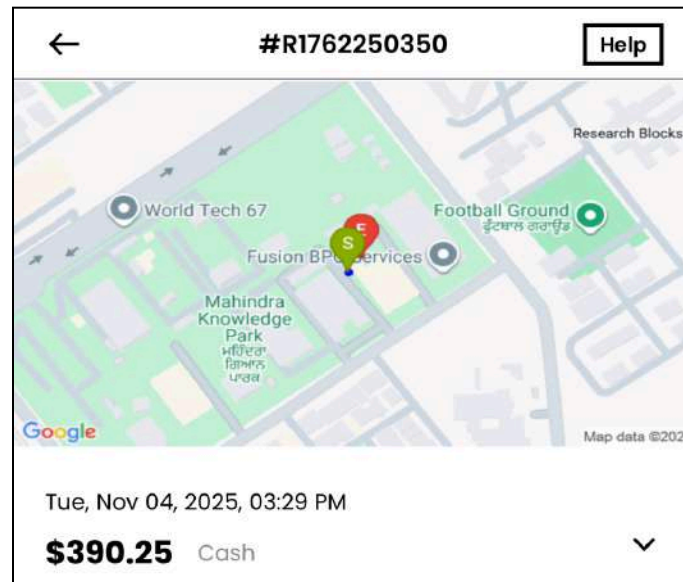 #R1762250350
Help
Research Blocks
World Tech 67
Football Ground
ਫੁੱਟਬਾਲ ਗਰਾਊਂਡ
E
S
Fusion BPO Services
Mahindra
Knowledge
Park
ਮਹਿੰਦਰਾ
ਗਿਆਨ
ਪਾਰਕ
Google
Map data ©202
Tue, Nov 04, 2025, 03:29 PM
$390.25 Cash